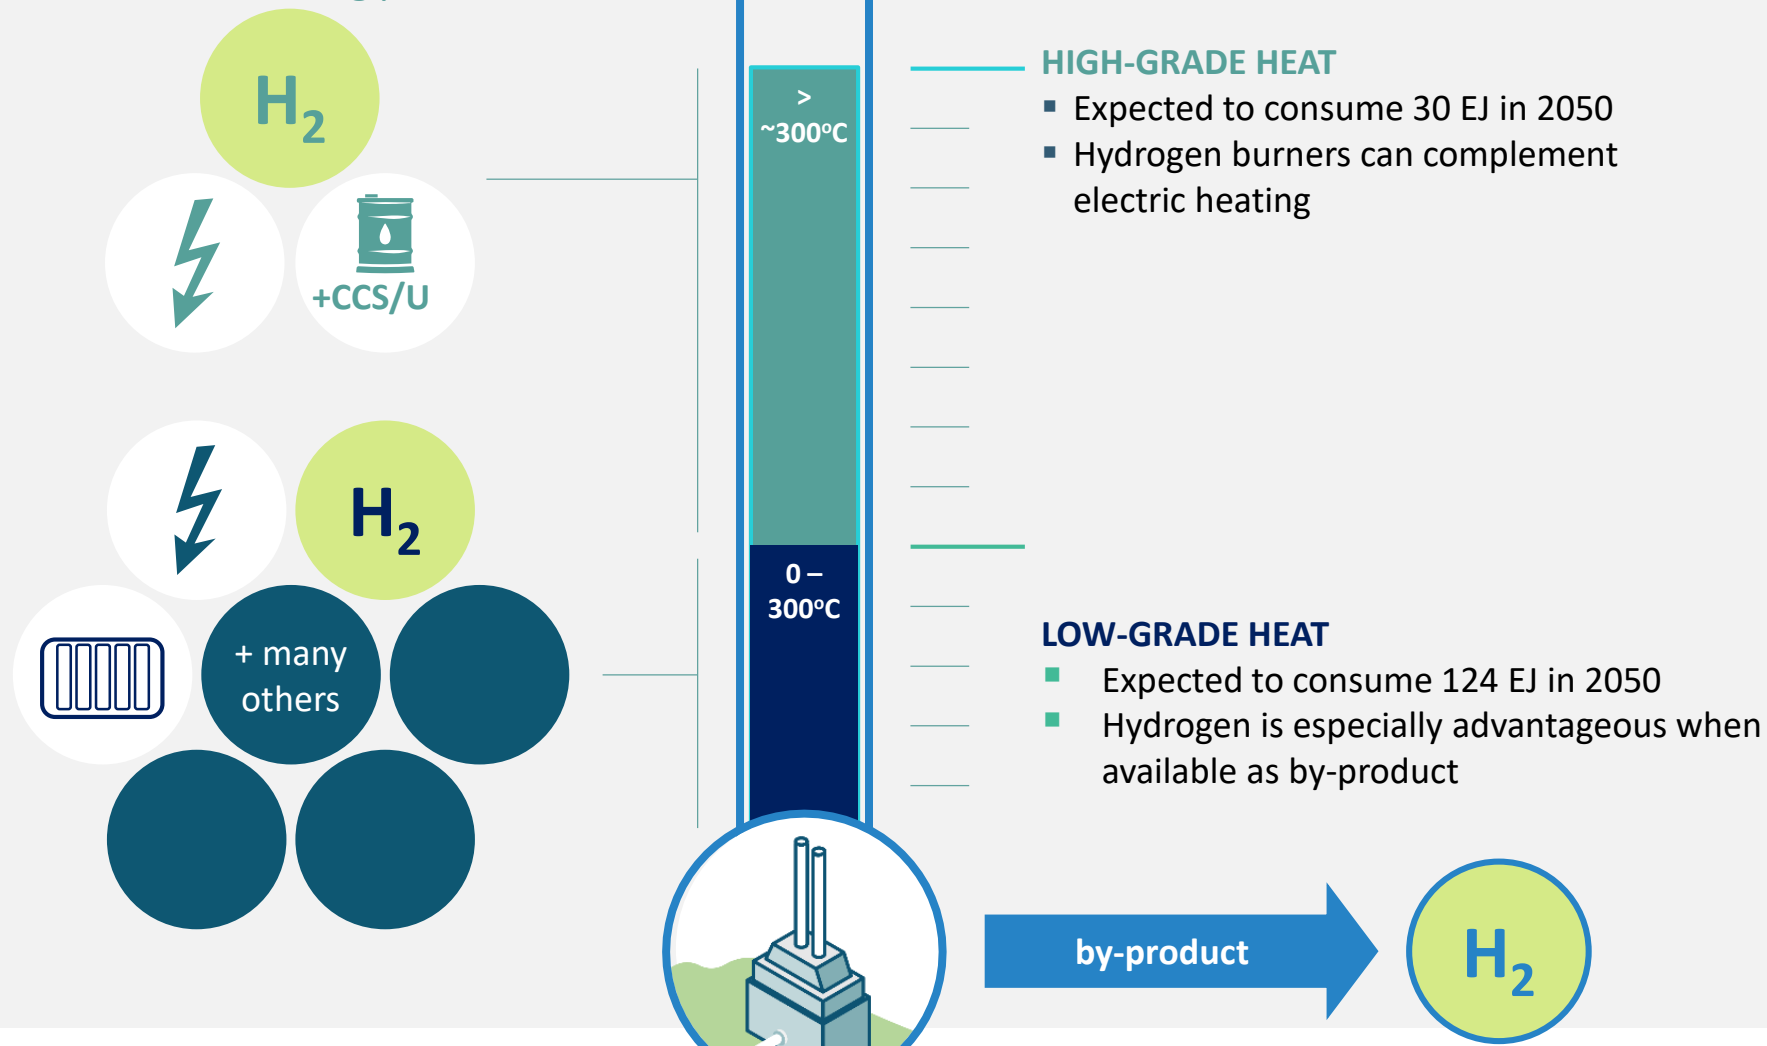 H2
+CCS/U
H2
+ many
others
>
~300ºC
0 –
300ºC
HIGH-GRADE HEAT
▪ Expected to consume 30 EJ in 2050
▪ Hydrogen burners can complement
electric heating
LOW-GRADE HEAT
▪ Expected to consume 124 EJ in 2050
▪ Hydrogen is especially advantageous when
available as by-product
by-product
H2